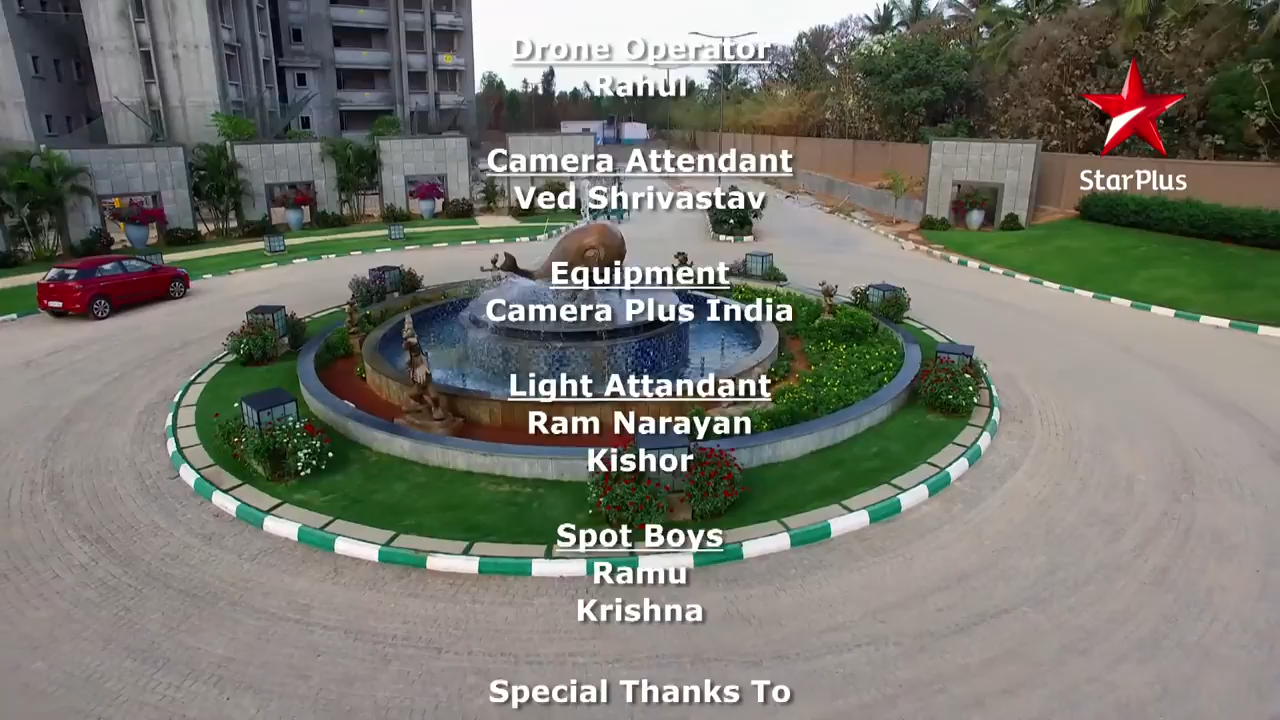 Drone Operator
Rahul
Camera Attendant
Ved Shrivastav
StarPlus
Equipment
Camera Plus India
Light Attandant
Ram Narayan
Kishor
Spot Boys
Ramu
Krishna
Special Thanks To